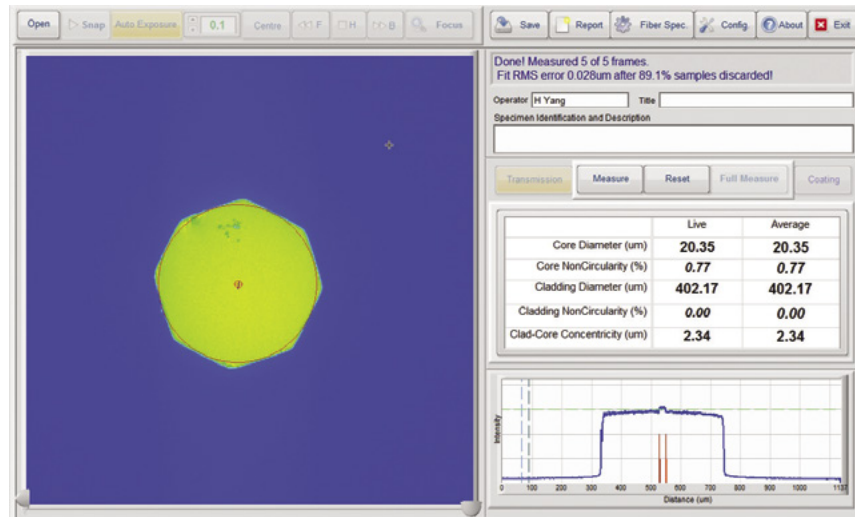 Open Snap Auto Exposure 0.1 Centre F H B Focus Save Report Fiber Spec. Config. About Exit
Done! Measured 5 of 5 frames.
Fit RMS error 0.028um after 89.1% samples discarded!
Operator H Yang Title
Specimen Identification and Description
Transmission Measure Reset Full Measure Coating
Live Average
Core Diameter (um) 20.35 20.35
Core NonCircularity (%) 0.77 0.77
Cladding Diameter (um) 402.17 402.17
Cladding NonCircularity (%) 0.00 0.00
Clad-Core Concentricity (um) 2.34 2.34
Intensity
0 100 200 300 400 500 600 700 800 900 1000 1137
Distance (um)